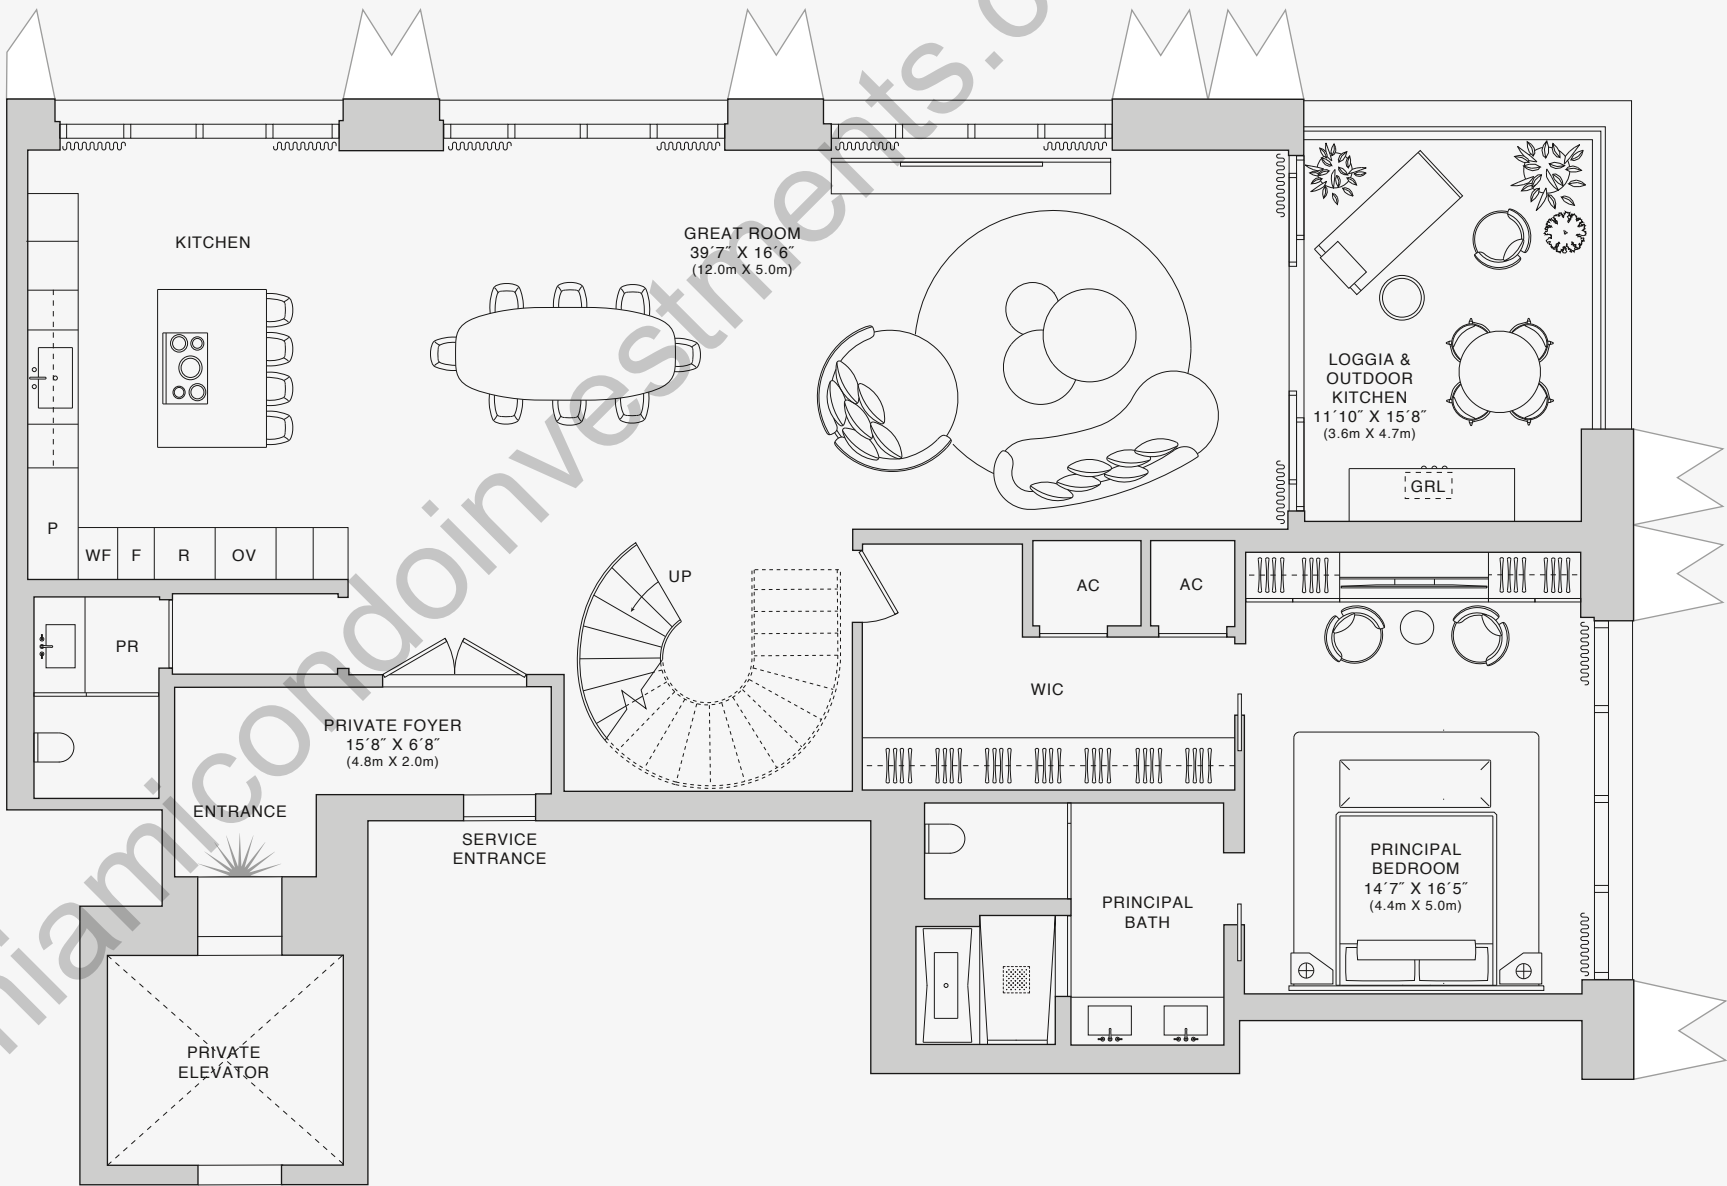 KITCHEN
GREAT ROOM
39´7˝ X 16´6˝
(12.0m X 5.0m)
LOGGIA &
OUTDOOR
KITCHEN
11´10˝ X 15´8˝
(3.6m X 4.7m)
GRL
P
WF F R OV
UP
AC
AC
PR
WIC
PRIVATE FOYER
15´8˝ X 6´8˝
(4.8m X 2.0m)
ENTRANCE
SERVICE
ENTRANCE
PRINCIPAL
BEDROOM
14´7˝ X 16´5˝
(4.4m X 5.0m)
PRINCIPAL
BATH
PRIVATE
ELEVATOR
miamicondoinvestments.c